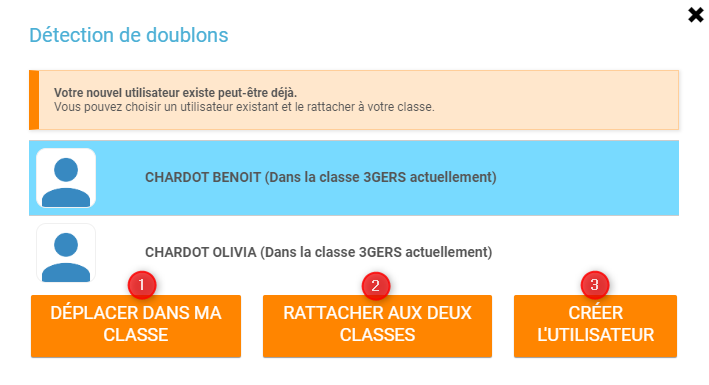 Détection de doublons
Votre nouvel utilisateur existe peut-être déjà.
Vous pouvez choisir un utilisateur existant et le rattacher à votre classe.
CHARDOT BENOIT (Dans la classe 3GERS actuellement)
CHARDOT OLIVIA (Dans la classe 3GERS actuellement)
1
2
3
DÉPLACER DANS MA
CLASSE
RATTACHER AUX DEUX
CLASSES
CRÉER
L'UTILISATEUR